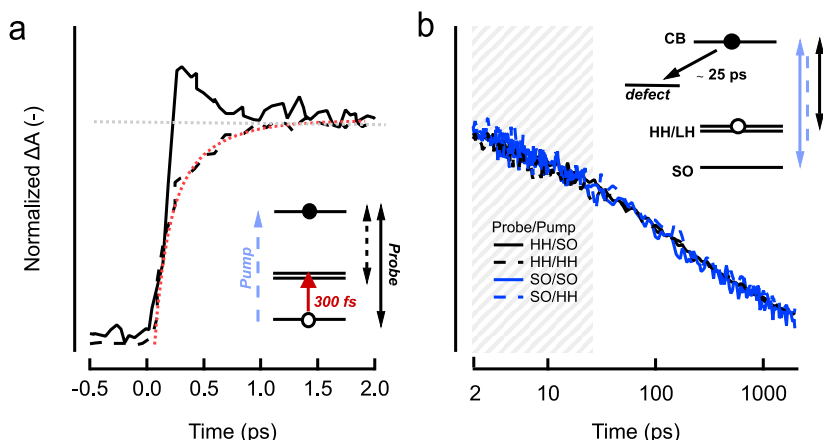 a
Normalized ΔA (-)
Pump
Probe
300 fs
-0.5
0.0
0.5
1.0
1.5
2.0
Time (ps)
b
CB
~ 25 ps
defect
HH/LH
SO
Probe/Pump
HH/SO
HH/HH
SO/SO
SO/HH
2
10
100
1000
Time (ps)